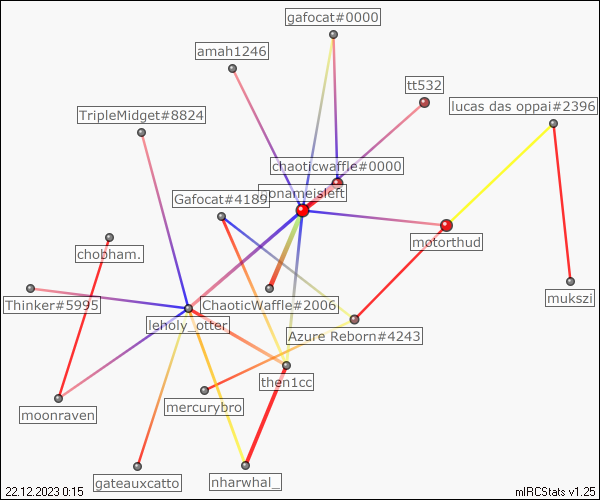 gafocat#0000
amah1246
tt532
lucas das oppai#2396
TripleMidget#8824
chaoticwaffle#0000
Gafocat#4189
nonameisleft
motorthud
chobham.
mukszi
Thinker#5995
ChaoticWaffle#2006
leholy_otter
Azure Reborn#4243
then1cc
mercurybro
moonraven
gateauxcatto
nharwhal_
22.12.2023 0:15
mIRCStats v1.25